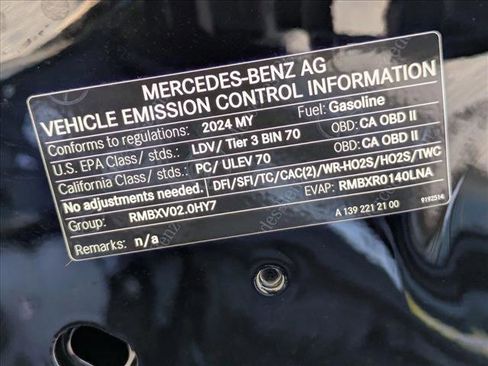 MERCEDES-BENZ AG
VEHICLE EMISSION CONTROL INFORMATION
Conforms to regulations: 2024 MY Fuel: Gasoline
U.S. EPA Class/ stds.: LDV/ Tier 3 BIN 70 OBD: CA OBD II
California Class/ stds.: PC/ ULEV 70 OBD: CA OBD II
No adjustments needed. DFI/SFI/TC/CAC(2)/WR-HO2S/HO2S/TWC
Group: RMBXV02.0HY7 EVAP: RMBXR0140LNA
Remarks: n/a A 139 221 21 00